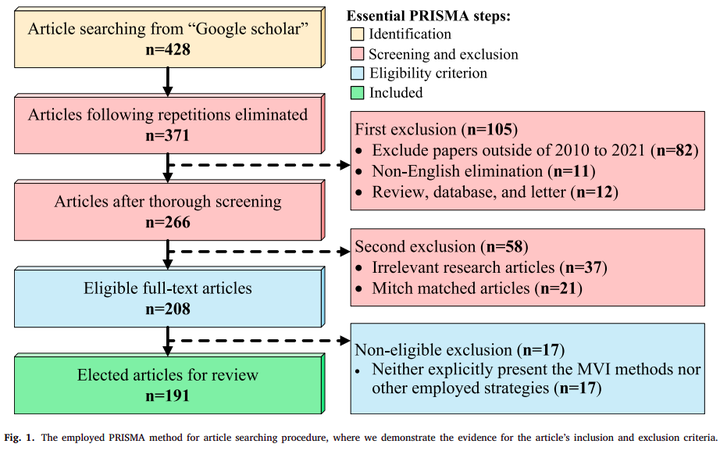 Article searching from “Google scholar”
n=428
Essential PRISMA steps:
Identification
Screening and exclusion
Eligibility criterion
Included
Articles following repetitions eliminated
n=371
First exclusion (n=105)
• Exclude papers outside of 2010 to 2021 (n=82)
• Non-English elimination (n=11)
• Review, database, and letter (n=12)
Articles after thorough screening
n=266
Second exclusion (n=58)
• Irrelevant research articles (n=37)
• Mitch matched articles (n=21)
Eligible full-text articles
n=208
Non-eligible exclusion (n=17)
• Neither explicitly present the MVI methods nor
other employed strategies (n=17)
Elected articles for review
n=191
Fig. 1. The employed PRISMA method for article searching procedure, where we demonstrate the evidence for the article’s inclusion and exclusion criteria.